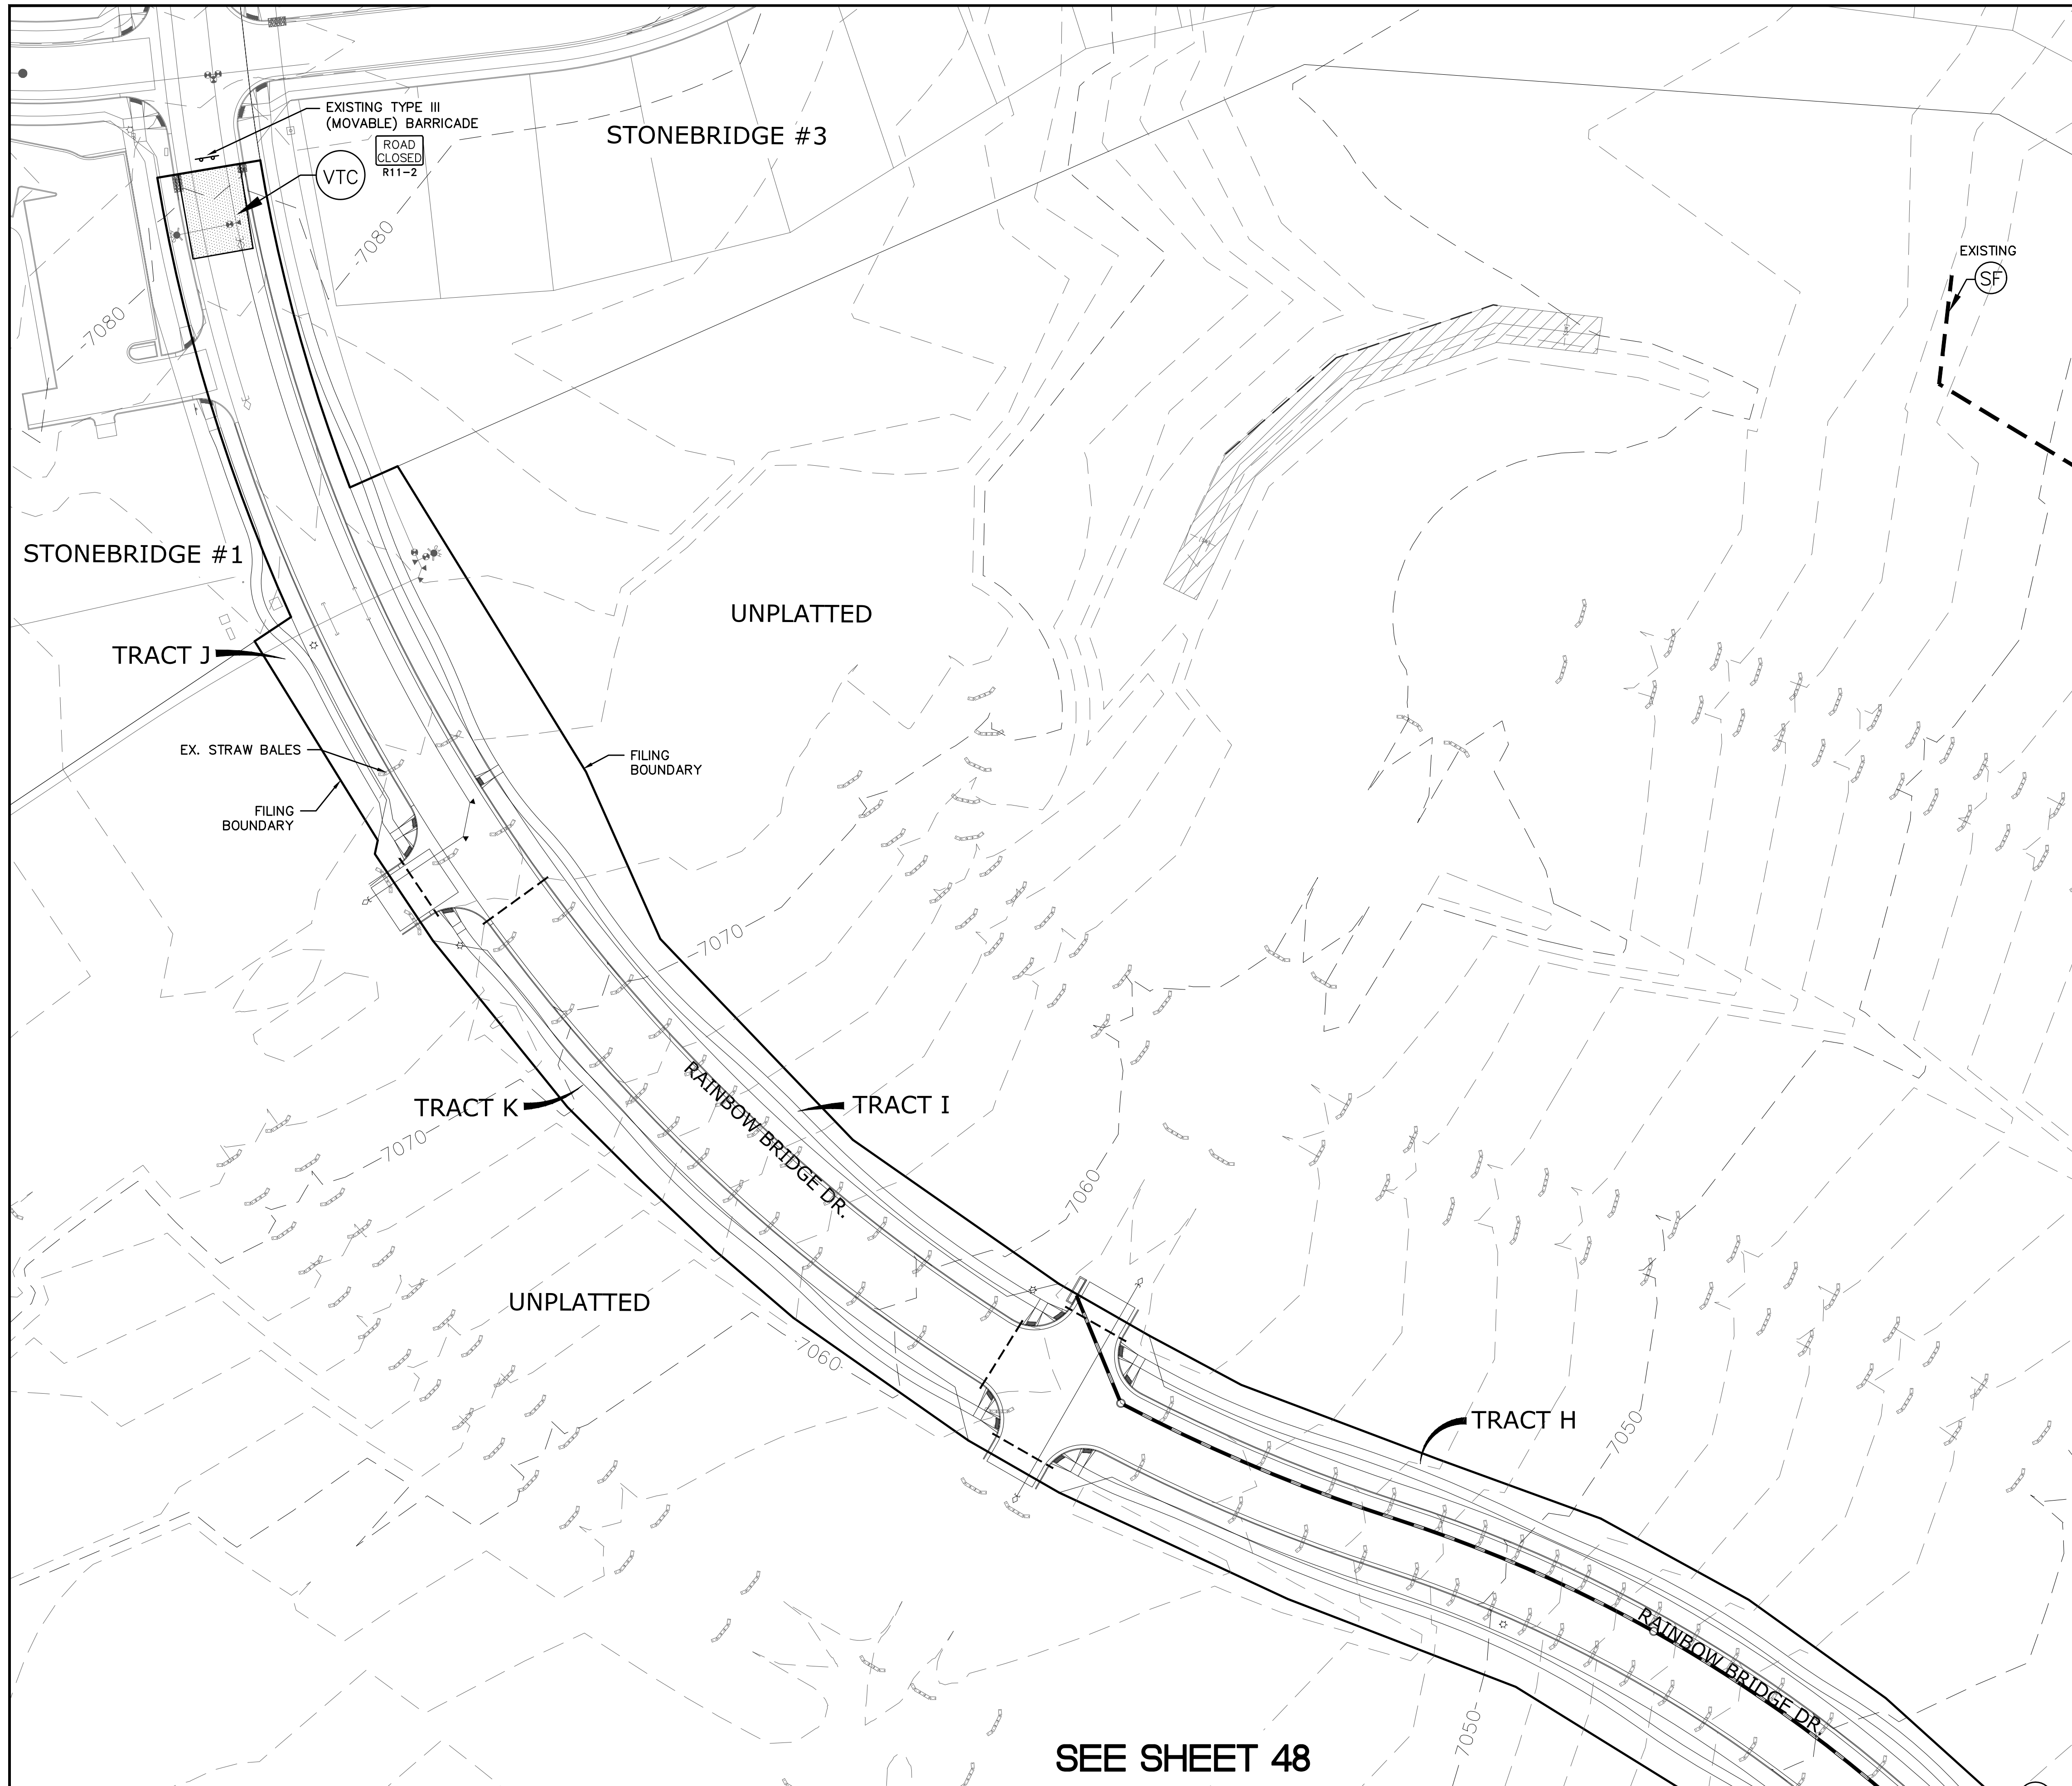 EXISTING TYPE III
(MOVABLE) BARRICADE
ROAD
CLOSED
R11-2
VTC
STONEBRIDGE #3
-7080
-7080
EXISTING
SF
STONEBRIDGE #1
UNPLATTED
TRACT J
EX. STRAW BALES
FILING
BOUNDARY
FILING
BOUNDARY
-7070
TRACT K
RAINBOW BRIDGE DR.
TRACT I
-7070
7060
UNPLATTED
-7060-
TRACT H
7050
RAINBOW BRIDGE DR.
7050-
SEE SHEET 48